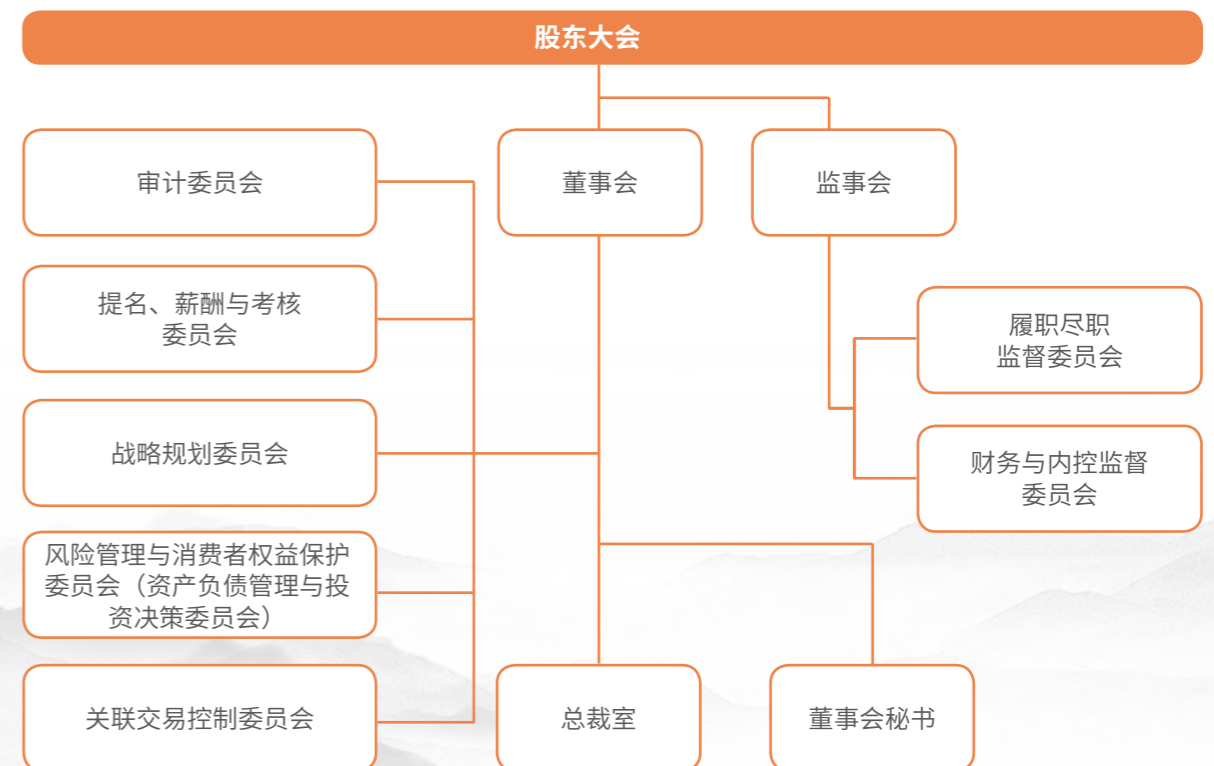 股东大会
审计委员会
董事会
监事会
提名、薪酬与考核
委员会
履职尽职
监督委员会
战略规划委员会
财务与内控监督
委员会
风险管理与消费者权益保护
委员会（资产负债管理与投
资决策委员会）
关联交易控制委员会
总裁室
董事会秘书